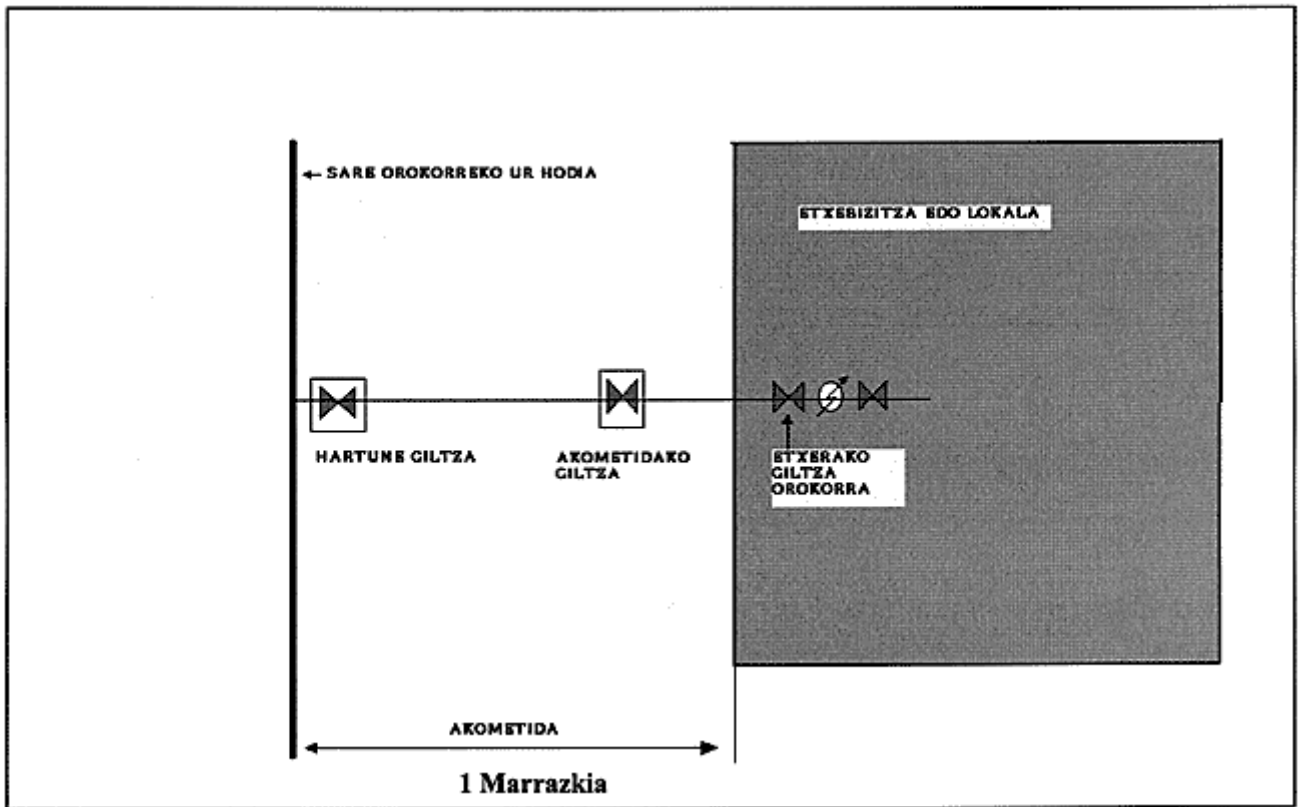 SARE OROKORREKO UR HODIA
ETXEBIZITZA EDO LOKALA
HARTUNE GILTZA
AKOMETIDAKO
GILTZA
ETXERAKO
GILTZA
OROKORRA
AKOMETIDA
1 Marrazkia